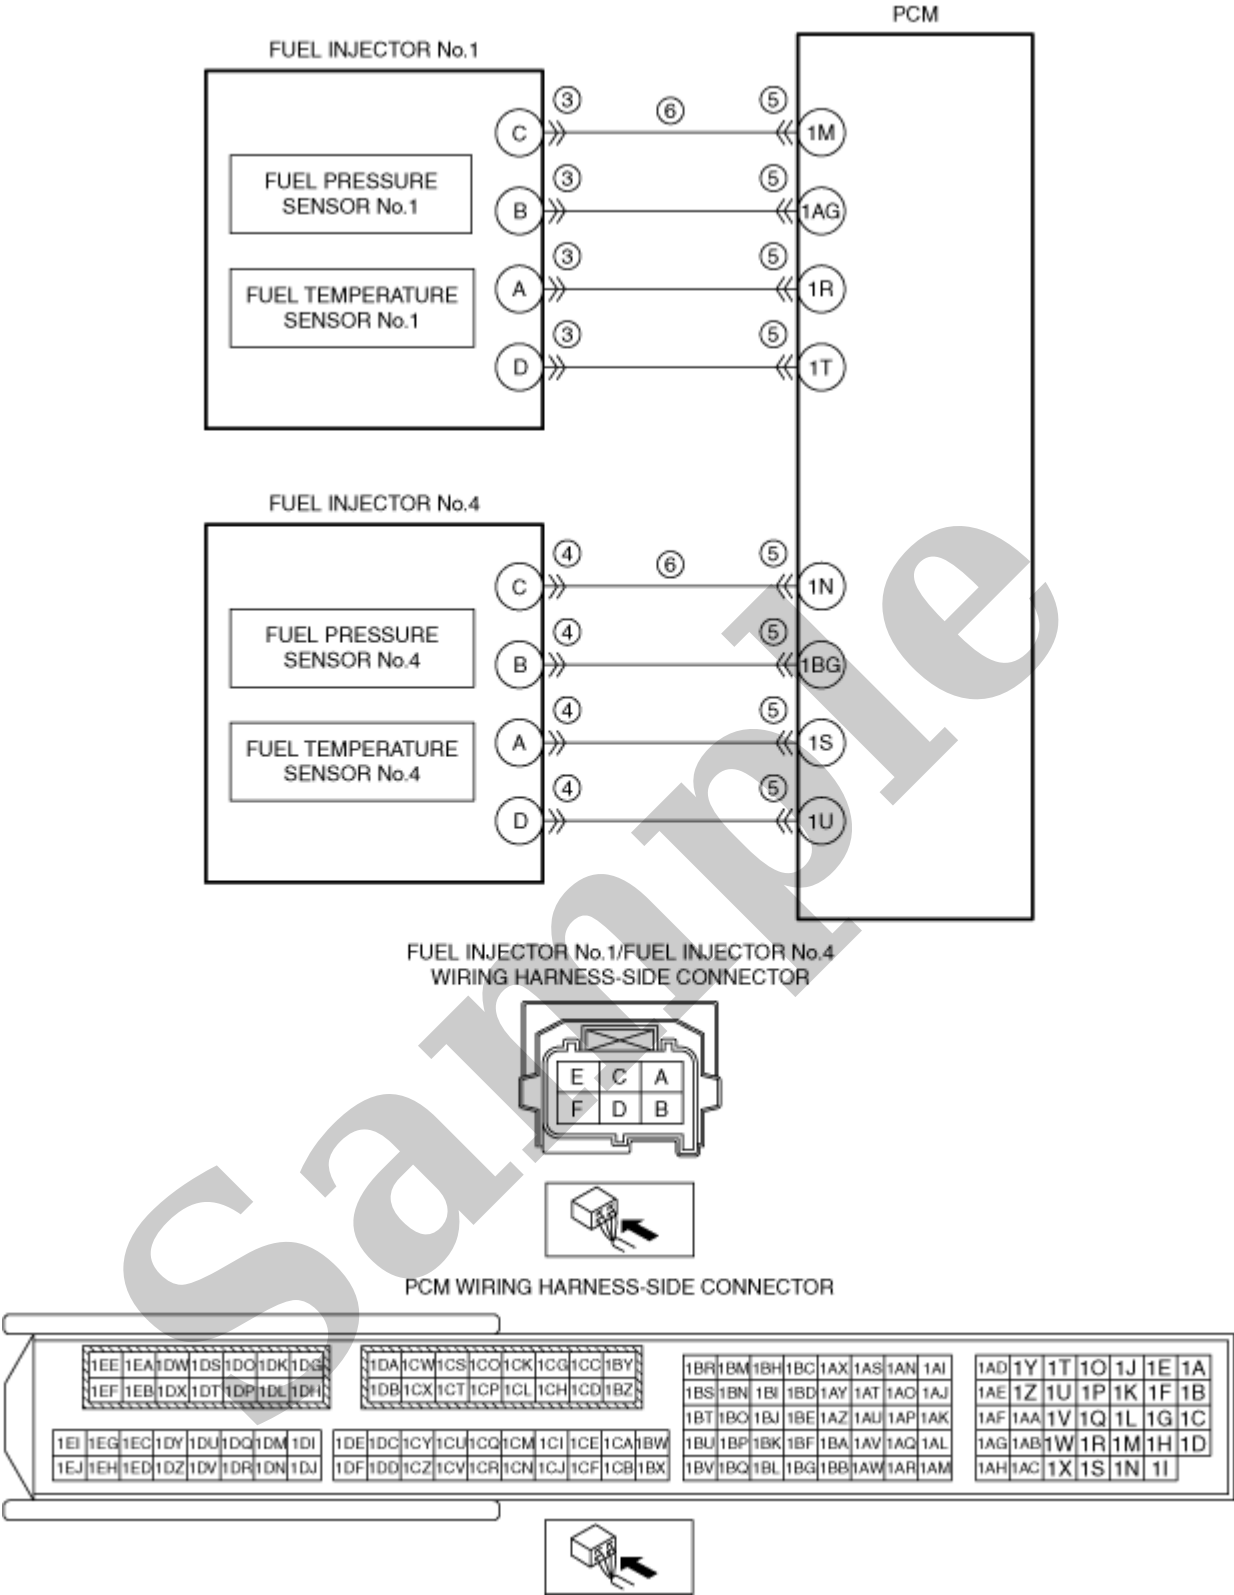 PCM
FUEL INJECTOR No.1
3 6 5
C 1M
3 5
FUEL PRESSURE
SENSOR No.1
B 1AG
3 5
FUEL TEMPERATURE
SENSOR No.1
A 1R
3 5
D 1T
FUEL INJECTOR No.4
4 6 5
C 1N
4 5
FUEL PRESSURE
SENSOR No.4
B 1BG
4 5
FUEL TEMPERATURE
SENSOR No.4
A 1S
4 5
D 1U
Sample
FUEL INJECTOR No.1/FUEL INJECTOR No.4
WIRING HARNESS-SIDE CONNECTOR
E C A
F D B
PCM WIRING HARNESS-SIDE CONNECTOR
1EE 1EA 1DW 1DS 1DO 1DK 1DG
1EF 1EB 1DX 1DT 1DP 1DL 1DH
1EI 1EG 1EC 1DY 1DU 1DQ 1DM 1DI
1EJ 1EH 1ED 1DZ 1DV 1DR 1DN 1DJ
1DA 1CW 1CS 1CO 1CK 1CG 1CC 1BY
1DB 1CX 1CT 1CP 1CL 1CH 1CD 1BZ
1DE 1DC 1CY 1CU 1CQ 1CM 1CI 1CE 1CA 1BW
1DF 1DD 1CZ 1CV 1CR 1CN 1CJ 1CF 1CB 1BX
1BR 1BM 1BH 1BC 1AX 1AS 1AN 1AI
1BS 1BN 1BI 1BD 1AY 1AT 1AO 1AJ
1BT 1BO 1BJ 1BE 1AZ 1AU 1AP 1AK
1BU 1BP 1BK 1BF 1BA 1AV 1AQ 1AL
1BV 1BQ 1BL 1BG 1BB 1AW 1AR 1AM
1AD 1Y 1T 1O 1J 1E 1A
1AE 1Z 1U 1P 1K 1F 1B
1AF 1AA 1V 1Q 1L 1G 1C
1AG 1AB 1W 1R 1M 1H 1D
1AH 1AC 1X 1S 1N 1I